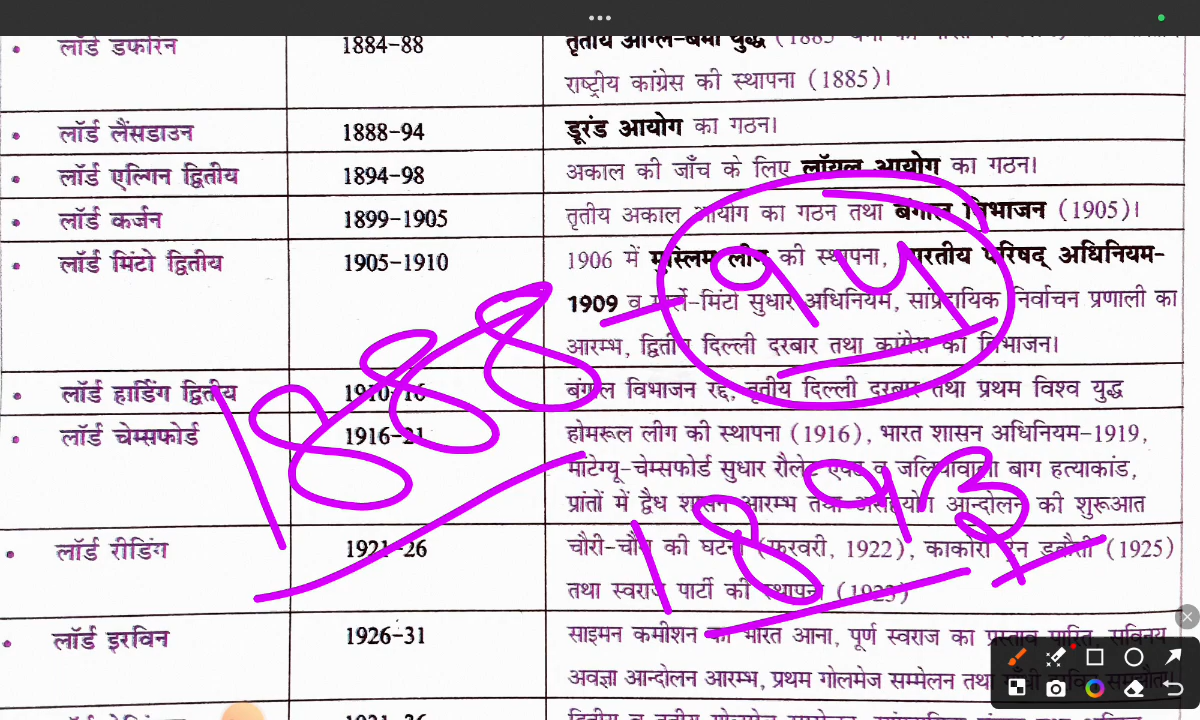 • लॉर्ड डफरिन 1884-88 तृतीय आंग्ल-बर्मा युद्ध (1885
राष्ट्रीय कांग्रेस की स्थापना (1885)।
• लॉर्ड लैंसडाउन 1888-94 डूरंड आयोग का गठन।
• लॉर्ड एल्गिन द्वितीय 1894-98 अकाल की जाँच के लिए लॉयल आयोग का गठन।
• लॉर्ड कर्जन 1899-1905 तृतीय अकाल आयोग का गठन तथा बंगाल विभाजन (1905)।
• लॉर्ड मिंटो द्वितीय 1905-1910 1906 में मुस्लिम लीग की स्थापना, भारतीय परिषद् अधिनियम-
1909 व मार्ले-मिंटो सुधार अधिनियम, सांप्रदायिक निर्वाचन प्रणाली का
आरम्भ, द्वितीय दिल्ली दरबार तथा कांग्रेस का विभाजन।
• लॉर्ड हार्डिंग द्वितीय 1910-16 बंगाल विभाजन रद्द, तृतीय दिल्ली दरबार तथा प्रथम विश्व युद्ध
• लॉर्ड चेम्सफोर्ड 1916-21 होमरूल लीग की स्थापना (1916), भारत शासन अधिनियम-1919,
माटेग्यू-चेम्सफोर्ड सुधार रौलेट एक्ट व जलियांवाला बाग हत्याकांड,
प्रांतों में द्वैध शासन आरम्भ तथा असहयोग आन्दोलन की शुरूआत
• लॉर्ड रीडिंग 1921-26 चौरी-चौरा की घटना (फरवरी, 1922), काकोरी ट्रेन डकैती (1925)
तथा स्वराज पार्टी की स्थापना (1923)
• लॉर्ड इरविन 1926-31 साइमन कमीशन का भारत आना, पूर्ण स्वराज का प्रस्ताव पारित, सविनय
अवज्ञा आन्दोलन आरम्भ, प्रथम गोलमेज सम्मेलन तथा
1888 - 94
1893